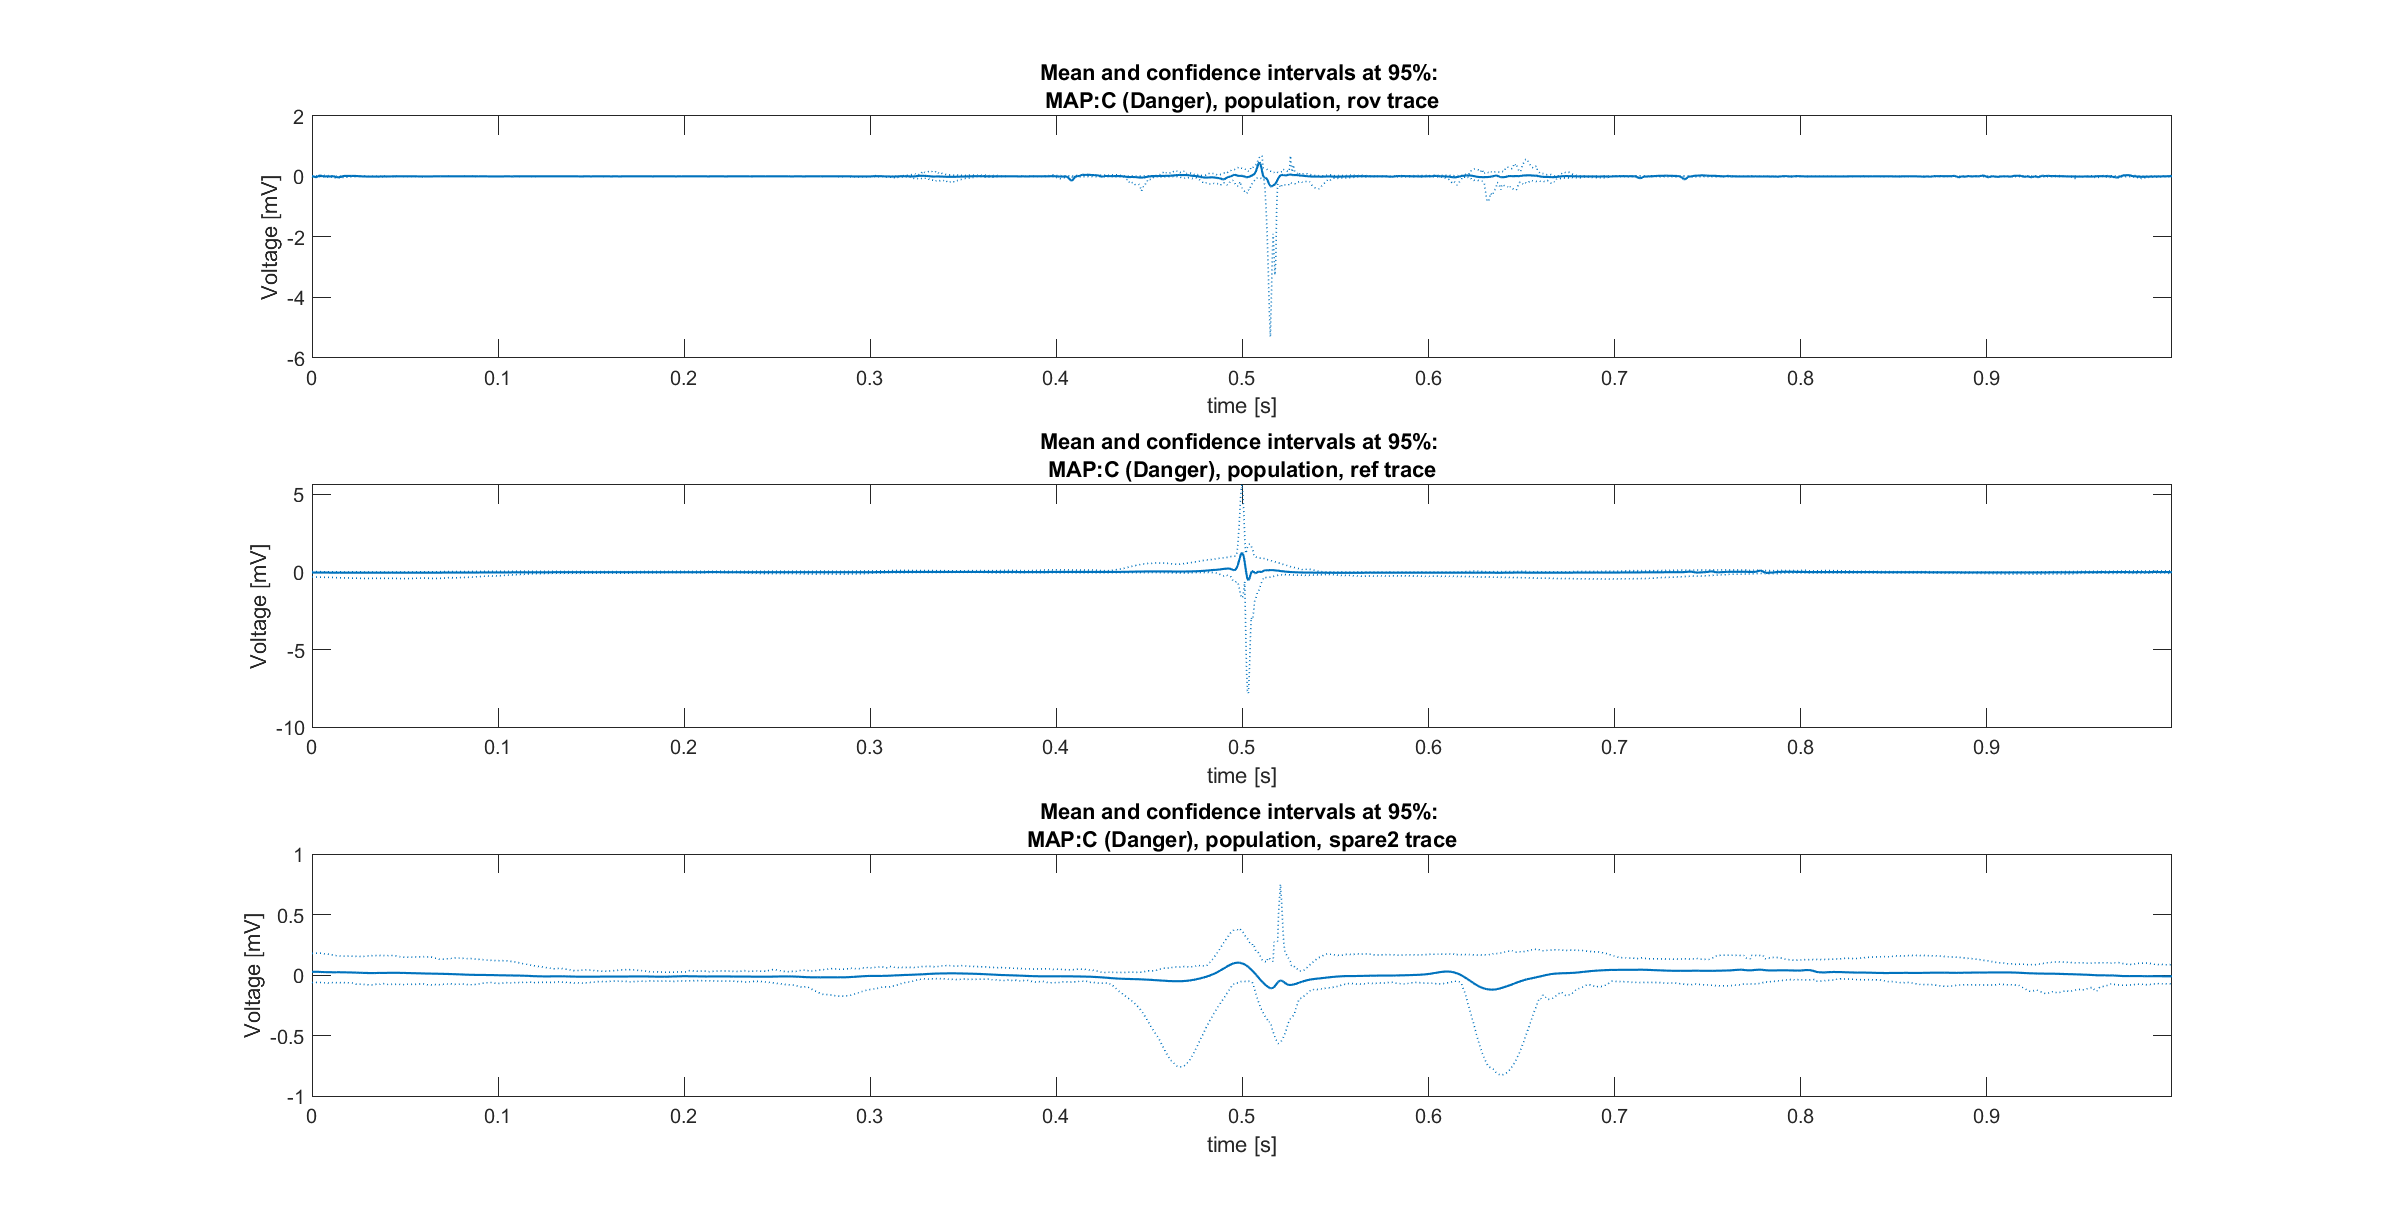 Mean and confidence intervals at 95%:
MAP:C (Danger), population, rov trace
2
0
-2
-4
-6
Voltage [mV]
0 0.1 0.2 0.3 0.4 0.5 0.6 0.7 0.8 0.9
time [s]
Mean and confidence intervals at 95%:
MAP:C (Danger), population, ref trace
5
0
-5
-10
Voltage [mV]
0 0.1 0.2 0.3 0.4 0.5 0.6 0.7 0.8 0.9
time [s]
Mean and confidence intervals at 95%:
MAP:C (Danger), population, spare2 trace
1
0.5
0
-0.5
-1
Voltage [mV]
0 0.1 0.2 0.3 0.4 0.5 0.6 0.7 0.8 0.9
time [s]